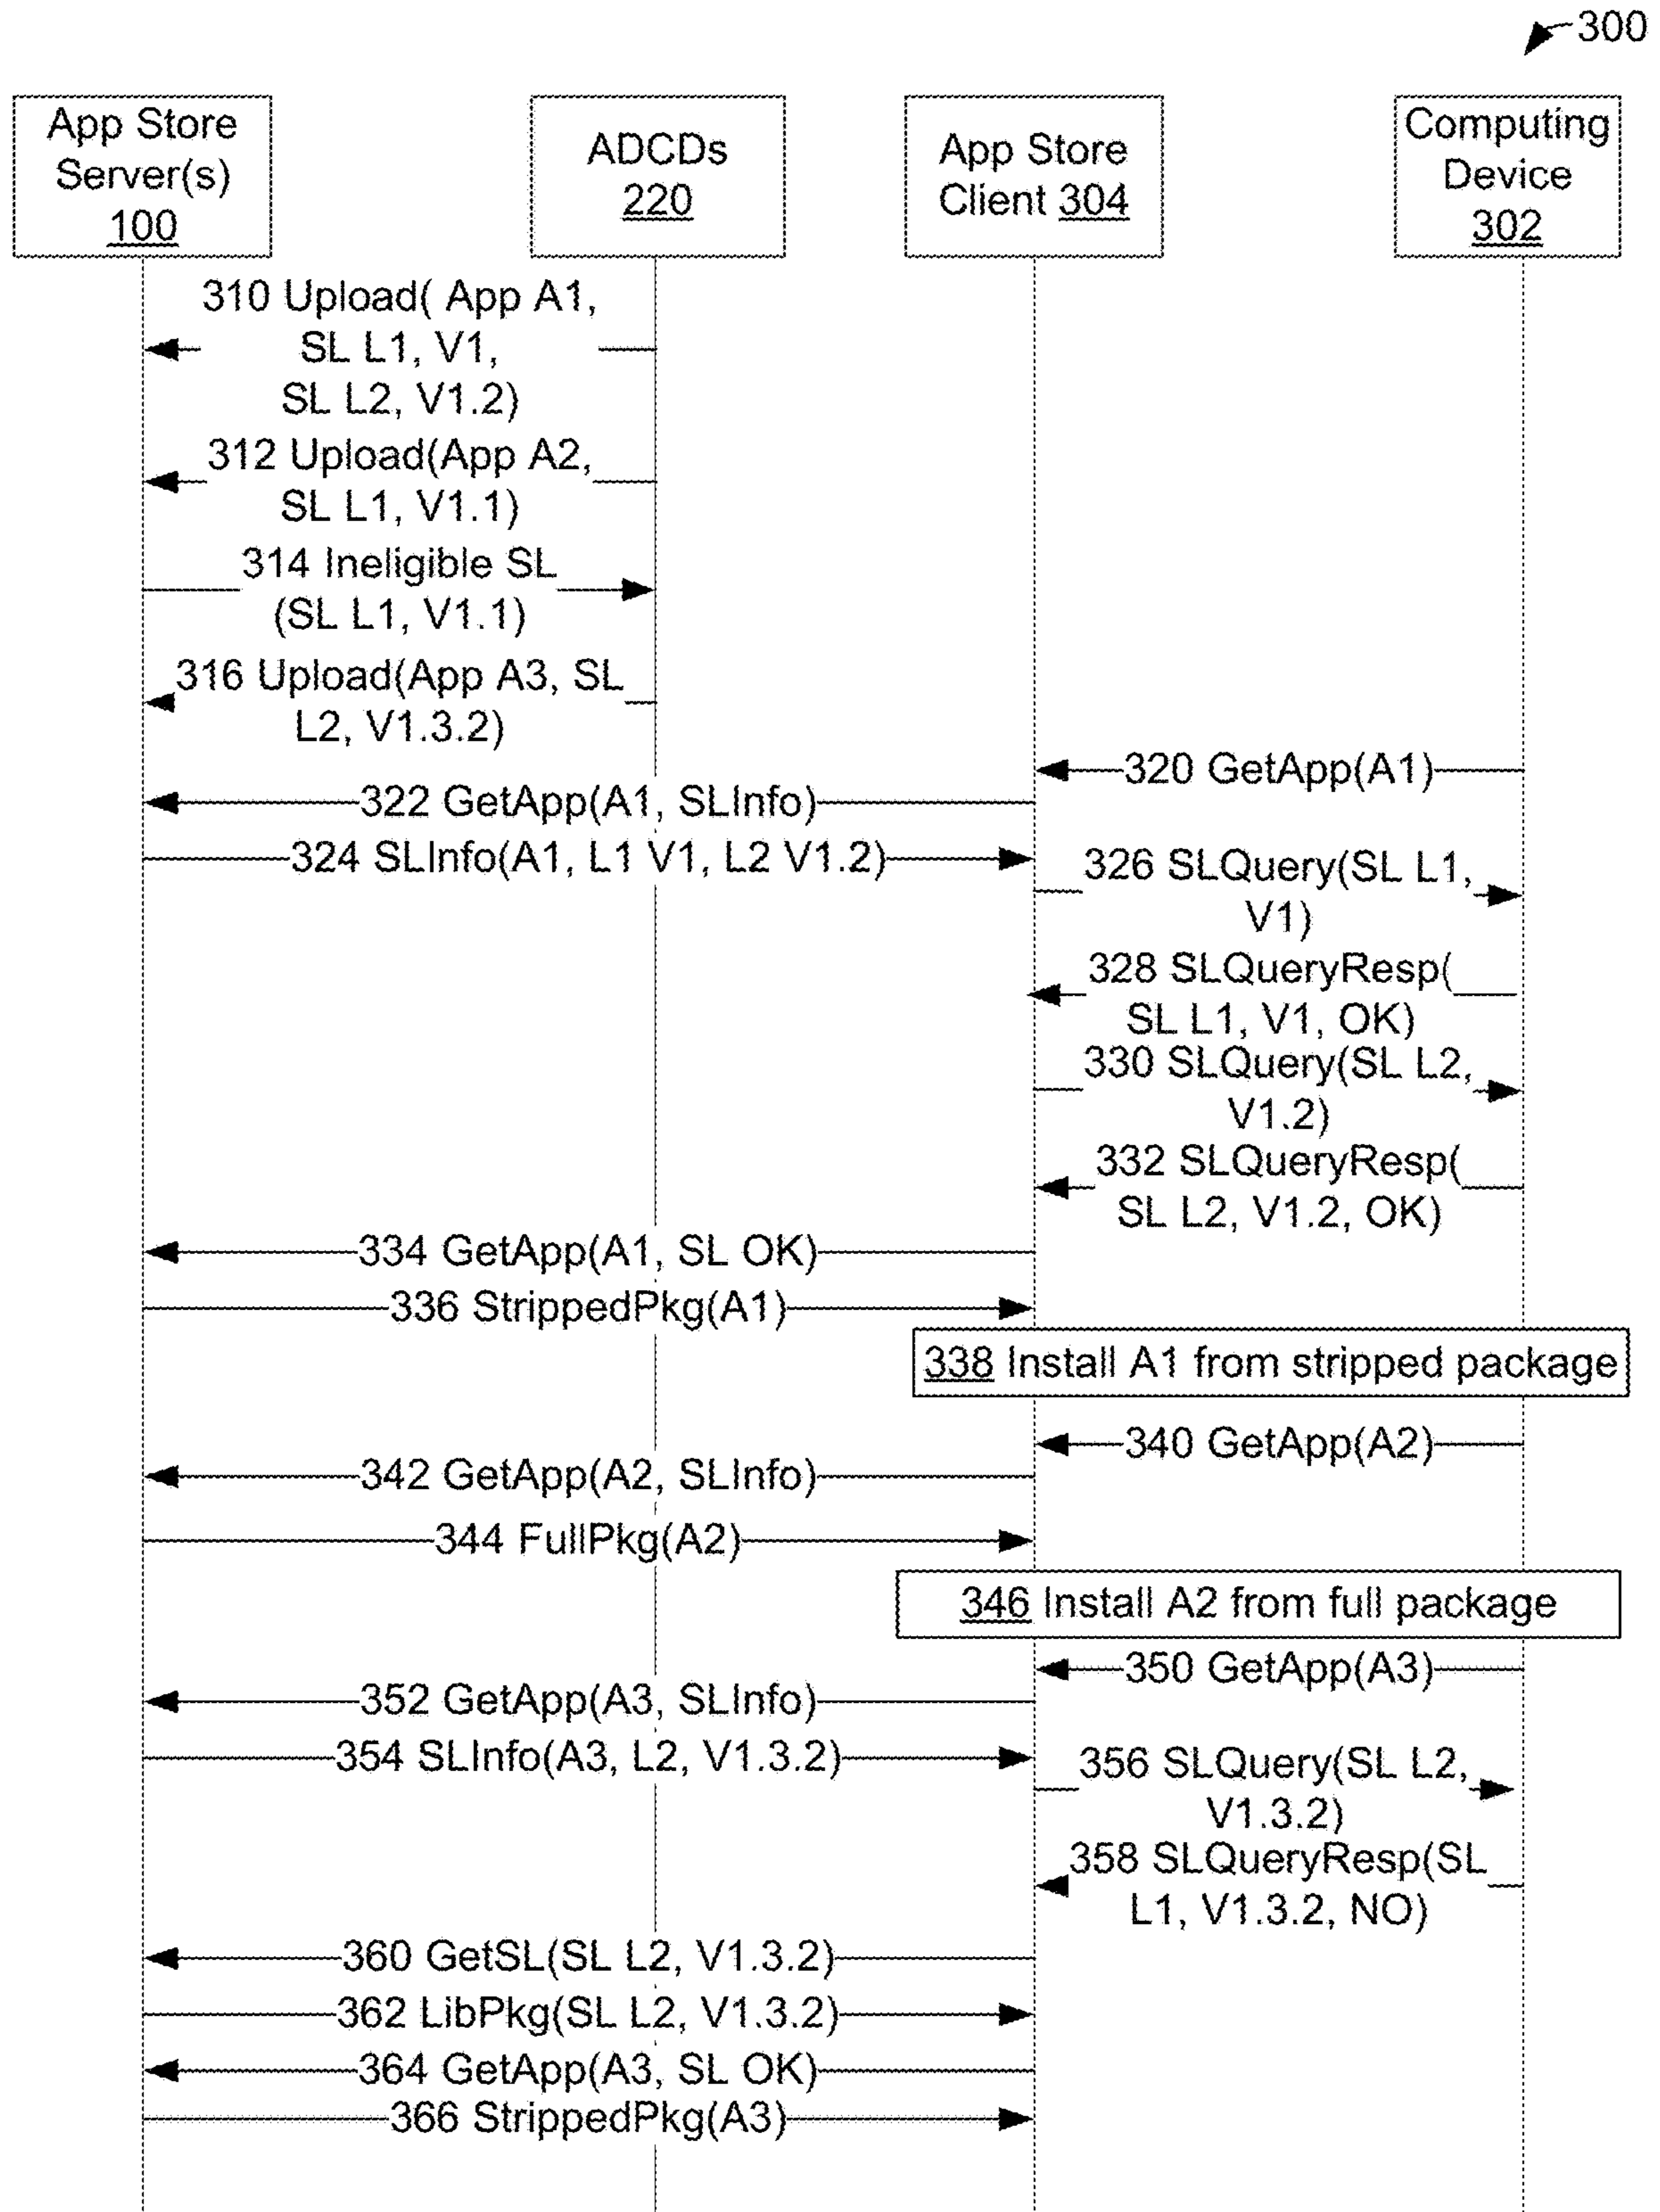 300
App Store
Server(s)
100
ADCDs
220
App Store
Client 304
Computing
Device
302
310 Upload( App A1,
SL L1, V1,
SL L2, V1.2)
312 Upload(App A2,
SL L1, V1.1)
314 Ineligible SL
(SL L1, V1.1)
316 Upload(App A3, SL
L2, V1.3.2)
320 GetApp(A1)
322 GetApp(A1, SLInfo)
324 SLInfo(A1, L1 V1, L2 V1.2)
326 SLQuery(SL L1,
V1)
328 SLQueryResp(
SL L1, V1, OK)
330 SLQuery(SL L2,
V1.2)
332 SLQueryResp(
SL L2, V1.2, OK)
334 GetApp(A1, SL OK)
336 StrippedPkg(A1)
338 Install A1 from stripped package
340 GetApp(A2)
342 GetApp(A2, SLInfo)
344 FullPkg(A2)
346 Install A2 from full package
350 GetApp(A3)
352 GetApp(A3, SLInfo)
354 SLInfo(A3, L2, V1.3.2)
356 SLQuery(SL L2,
V1.3.2)
358 SLQueryResp(SL
L1, V1.3.2, NO)
360 GetSL(SL L2, V1.3.2)
362 LibPkg(SL L2, V1.3.2)
364 GetApp(A3, SL OK)
366 StrippedPkg(A3)